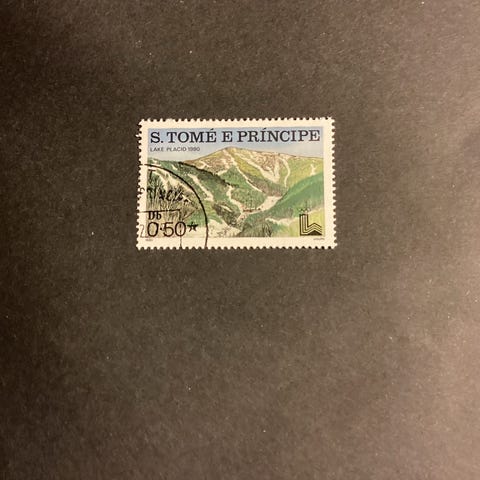 S. TOMÉ E PRÍNCIPE
LAKE PLACID 1980
Db
0.50